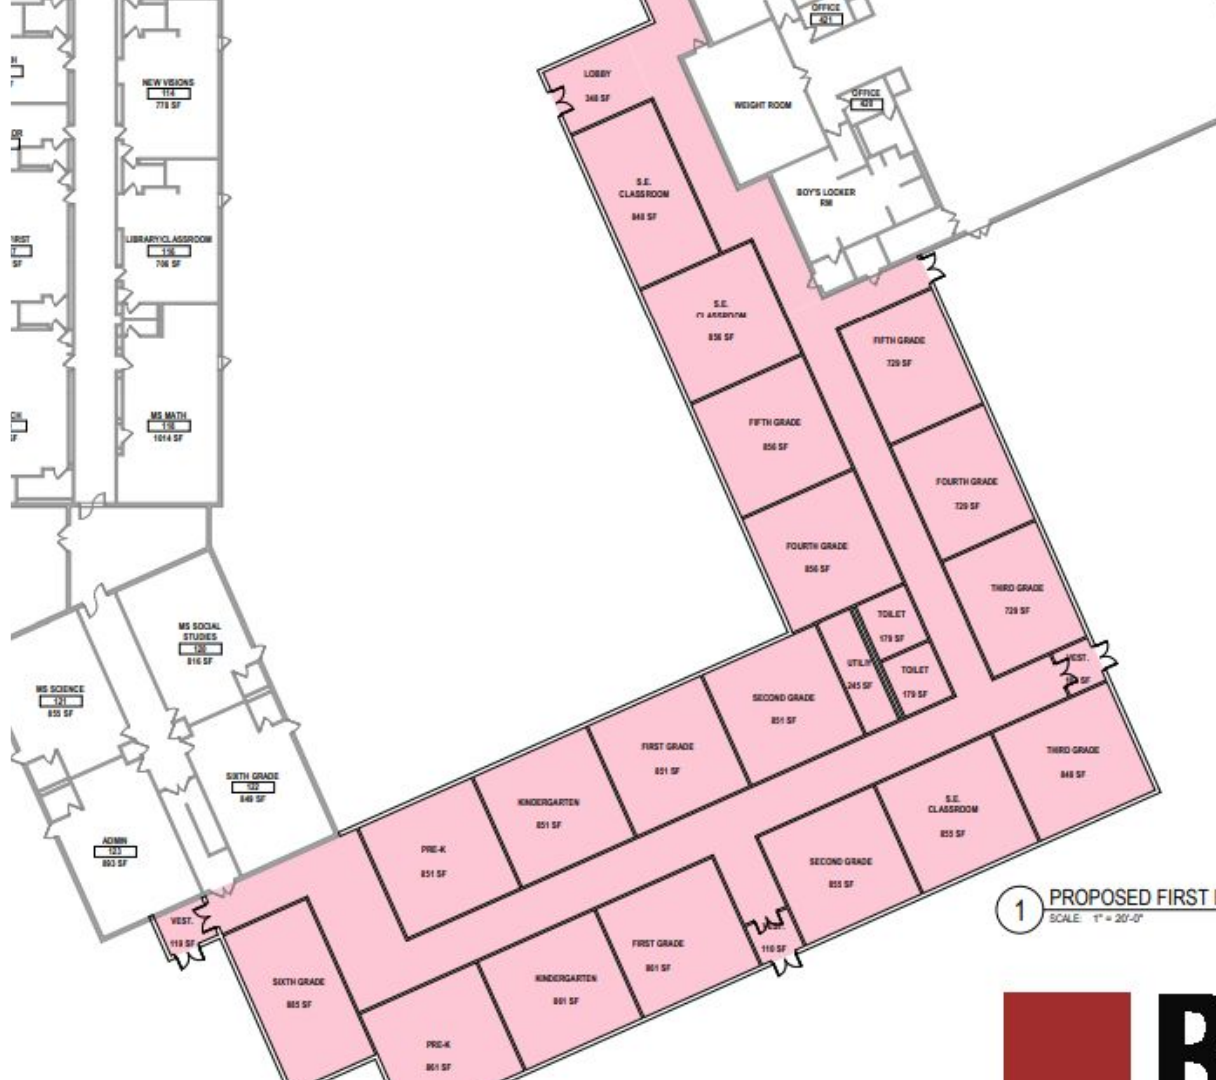 OFFICE
421
LOBBY
348 SF
NEW VISIONS
114
778 SF
WEIGHT ROOM
OFFICE
420
S.E.
CLASSROOM
848 SF
BOY'S LOCKER
RM
LIBRARY/CLASSROOM
116
706 SF
SF
S.E.
CLASSROOM
856 SF
FIFTH GRADE
729 SF
MS MATH
118
1014 SF
FIFTH GRADE
856 SF
FOURTH GRADE
729 SF
FOURTH GRADE
856 SF
THIRD GRADE
729 SF
TOILET
179 SF
MS SOCIAL
STUDIES
120
816 SF
UTILITY
245 SF
TOILET
179 SF
VEST.
SF
MS SCIENCE
121
855 SF
SECOND GRADE
851 SF
FIRST GRADE
851 SF
THIRD GRADE
848 SF
SIXTH GRADE
122
849 SF
KINDERGARTEN
851 SF
S.E.
CLASSROOM
855 SF
ADMIN
123
893 SF
PRE-K
851 SF
SECOND GRADE
855 SF
VEST.
110 SF
1
PROPOSED FIRST
SCALE: 1" = 20'-0"
FIRST GRADE
861 SF
VEST.
110 SF
SIXTH GRADE
885 SF
KINDERGARTEN
861 SF
PRE-K
861 SF